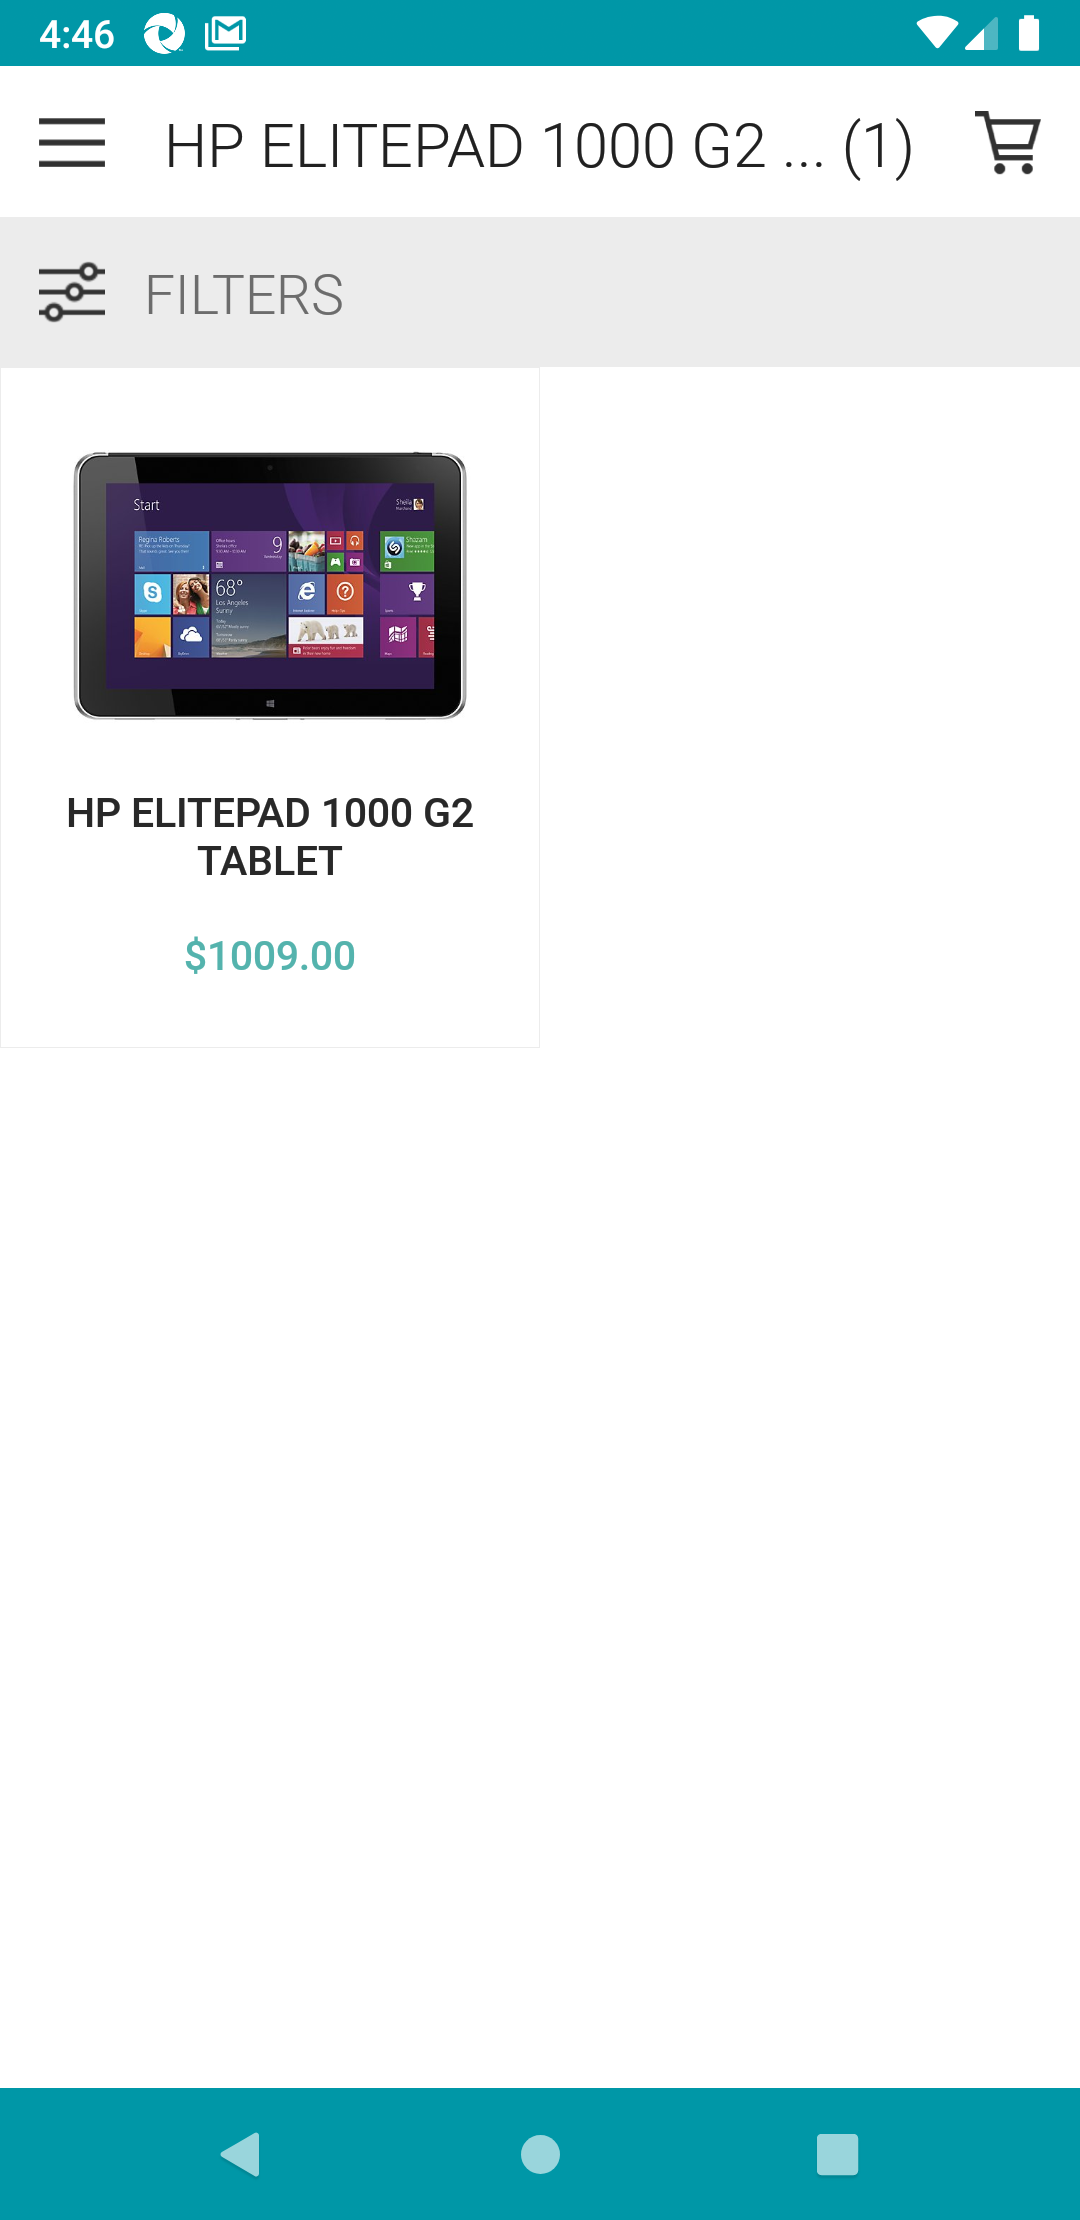 4:46
HP ELITEPAD 1000 G2 ... (1)
FILTERS
Start
Sheila
Regina Roberts
9
Shazam
68°
Los Angeles
Sunny
Today
HP ELITEPAD 1000 G2
TABLET
$1009.00